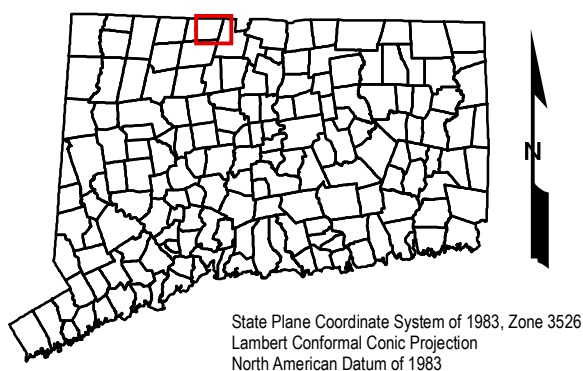 N
State Plane Coordinate System of 1983, Zone 3526
Lambert Conformal Conic Projection
North American Datum of 1983